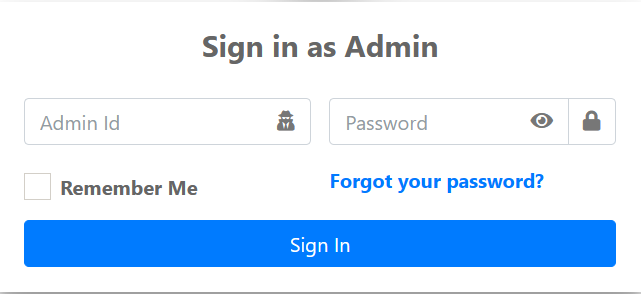 Sign in as Admin
Admin Id
Password
Remember Me
Forgot your password?
Sign In